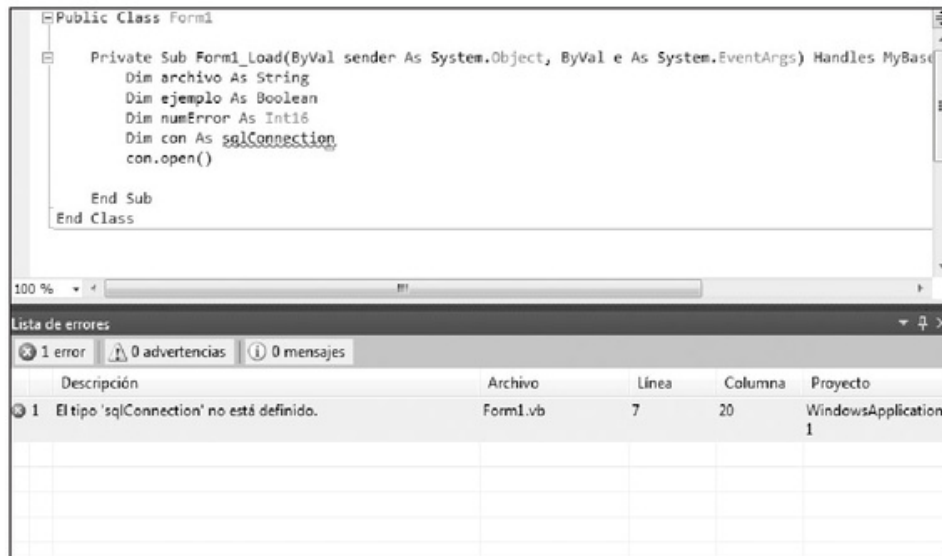 Public Class Form1
Private Sub Form1_Load(ByVal sender As System.Object, ByVal e As System.EventArgs) Handles MyBase
Dim archivo As String
Dim ejemplo As Boolean
Dim numError As Int16
Dim con As sqlConnection
con.open()
End Sub
End Class
100 %
Lista de errores
1 error 0 advertencias 0 mensajes
Descripción Archivo Línea Columna Proyecto
1 El tipo 'sqlConnection' no está definido. Form1.vb 7 20 WindowsApplication
1